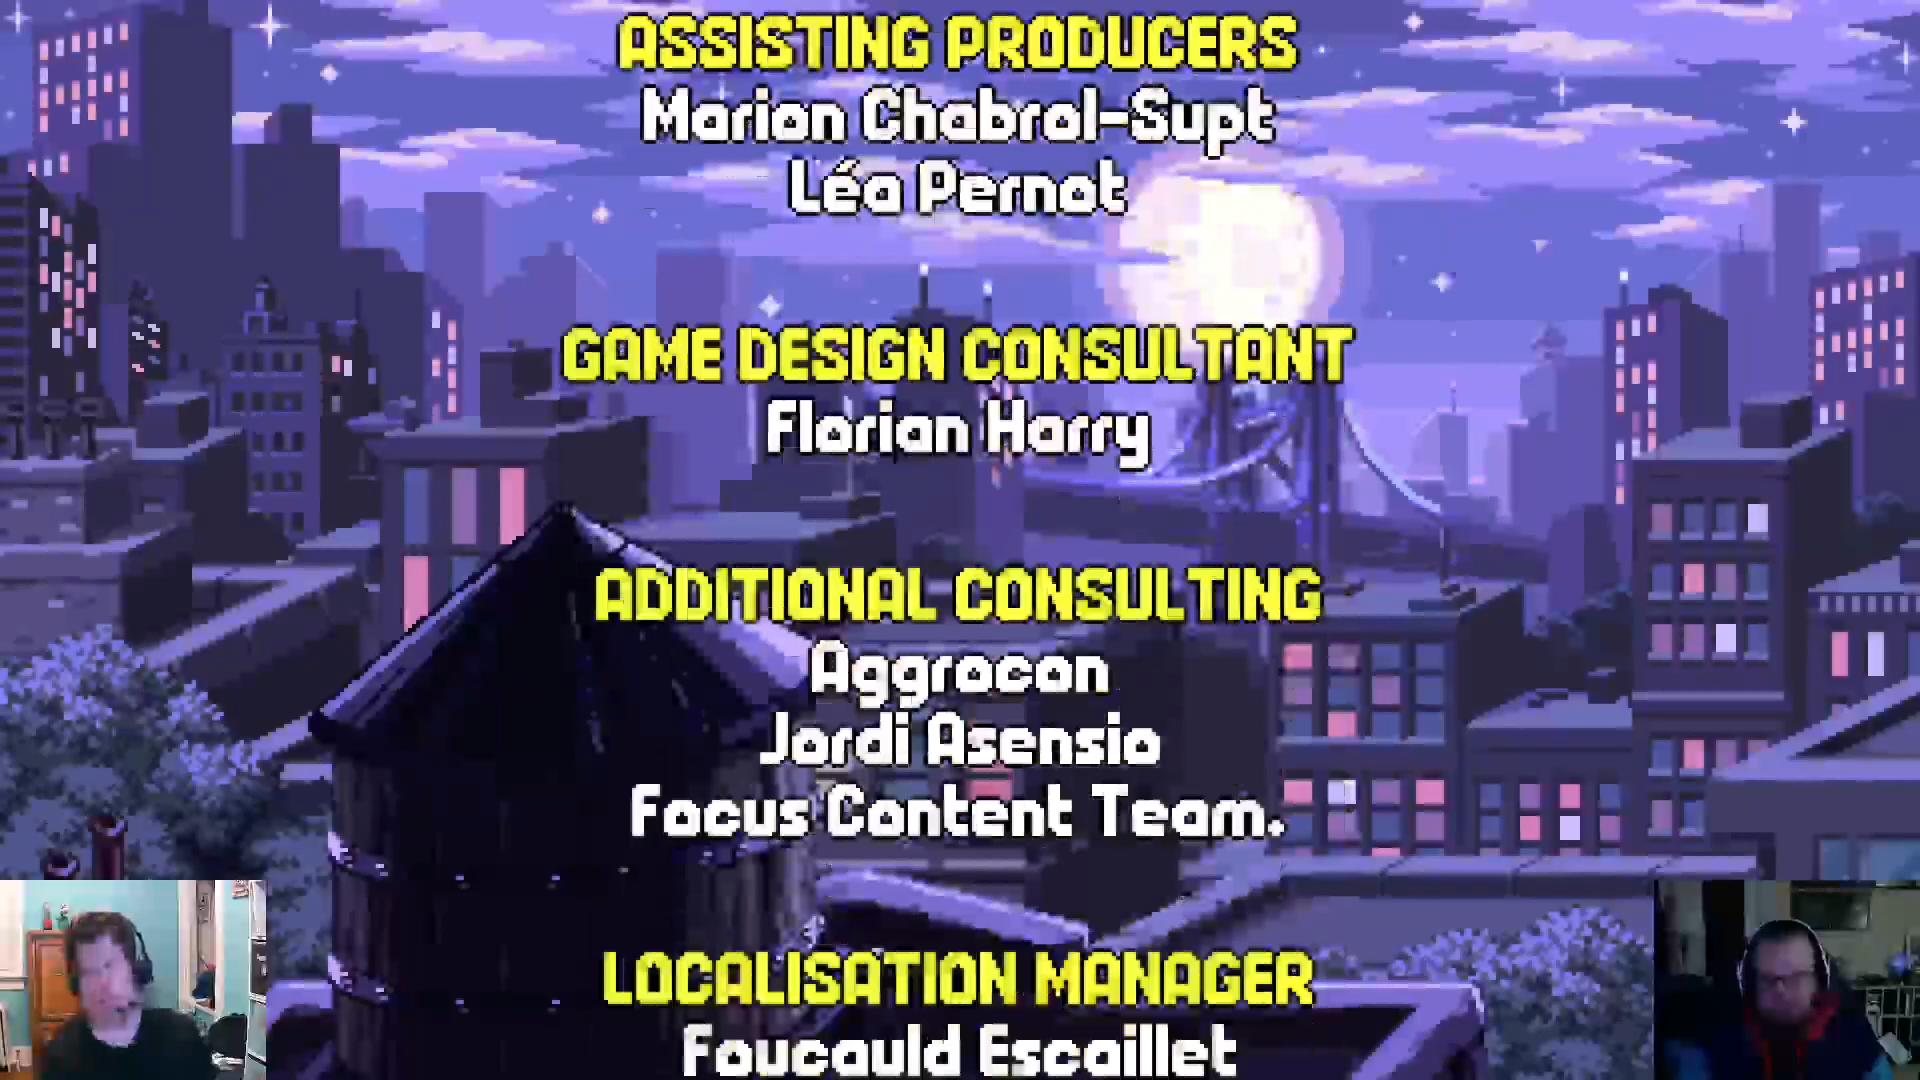 ASSISTING PRODUCERS
Marion Chabrol-Supt
Léa Pernot
GAME DESIGN CONSULTANT
Florian Harry
ADDITIONAL CONSULTING
Aggrocon
Jordi Asensio
Focus Content Team.
LOCALISATION MANAGER
Foucauld Escaillet